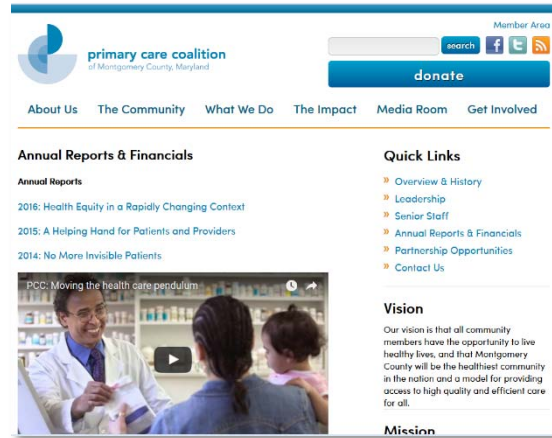 Member Area
primary care coalition
of Montgomery County, Maryland
search
donate
About Us The Community What We Do The Impact Media Room Get Involved
Annual Reports & Financials
Annual Reports
2016: Health Equity in a Rapidly Changing Context
2015: A Helping Hand for Patients and Providers
2014: No More Invisible Patients
PCC: Moving the health care pendulum
Quick Links
» Overview & History
» Leadership
» Senior Staff
» Annual Reports & Financials
» Partnership Opportunities
» Contact Us
Vision
Our vision is that all community
members have the opportunity to live
healthy lives, and that Montgomery
County will be the healthiest community
in the nation and a model for providing
access to high quality and efficient care
for all.
Mission